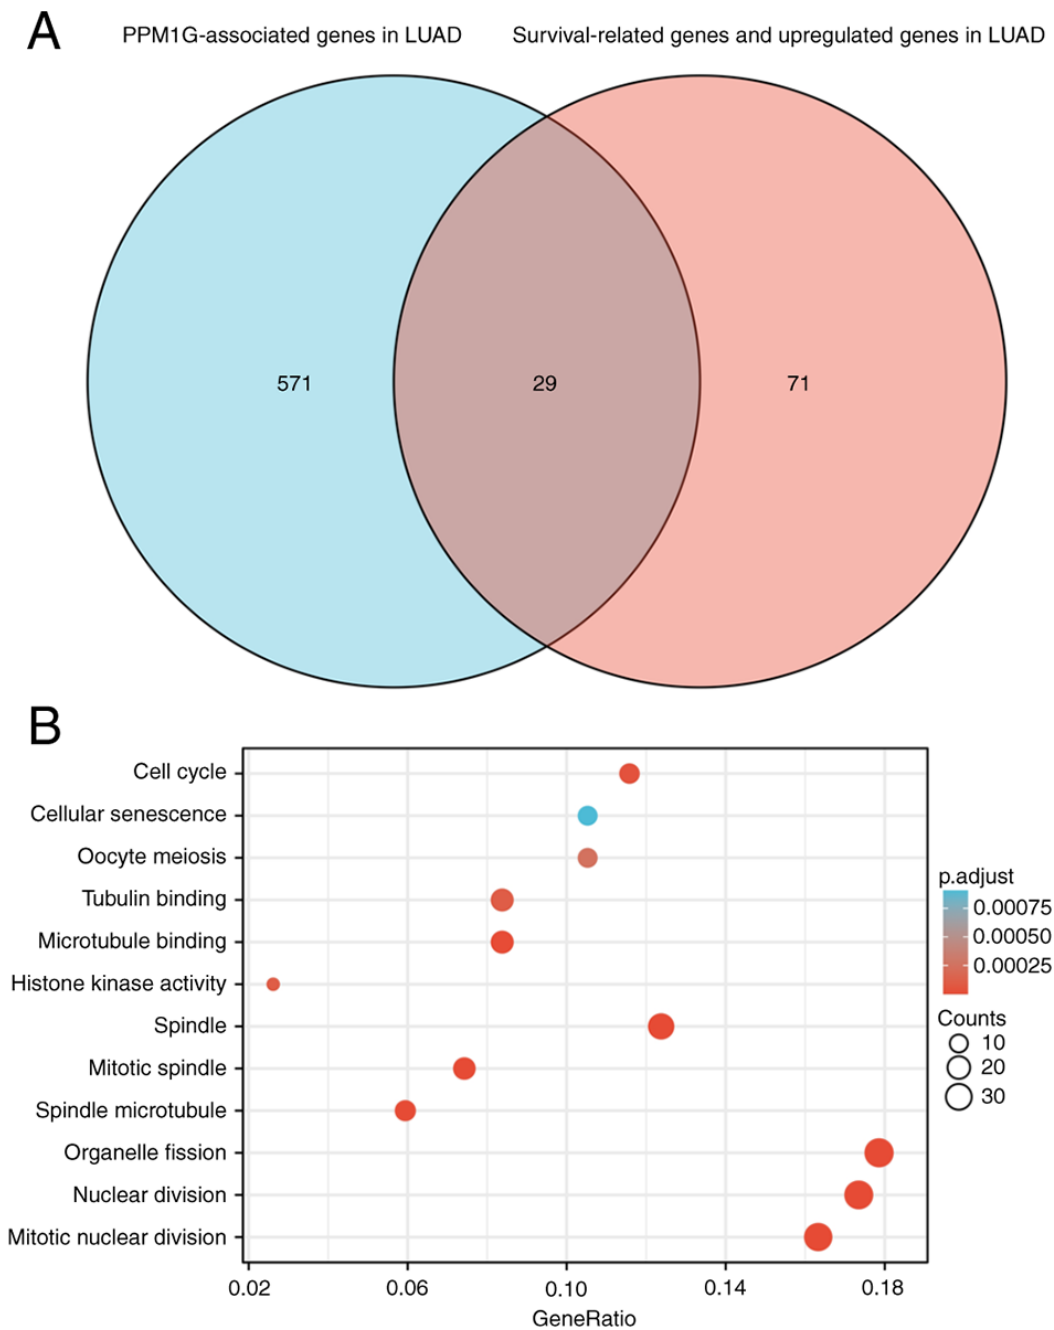 A
PPM1G-associated genes in LUAD
Survival-related genes and upregulated genes in LUAD
571
29
71
B
Cell cycle
Cellular senescence
Oocyte meiosis
Tubulin binding
Microtubule binding
Histone kinase activity
Spindle
Mitotic spindle
Spindle microtubule
Organelle fission
Nuclear division
Mitotic nuclear division
0.02
0.06
0.10
0.14
0.18
GeneRatio
p.adjust
0.00075
0.00050
0.00025
Counts
10
20
30